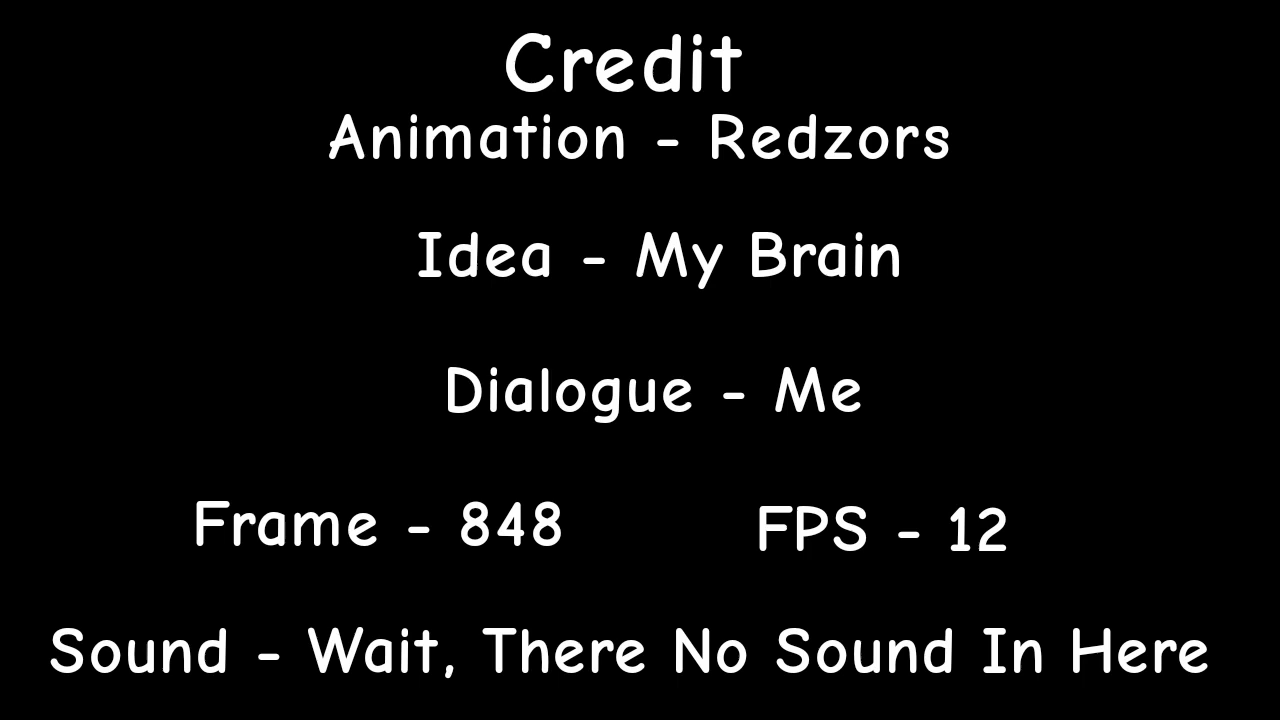 Credit
Animation - Redzors
Idea - My Brain
Dialogue - Me
Frame - 848 FPS - 12
Sound - Wait, There No Sound In Here